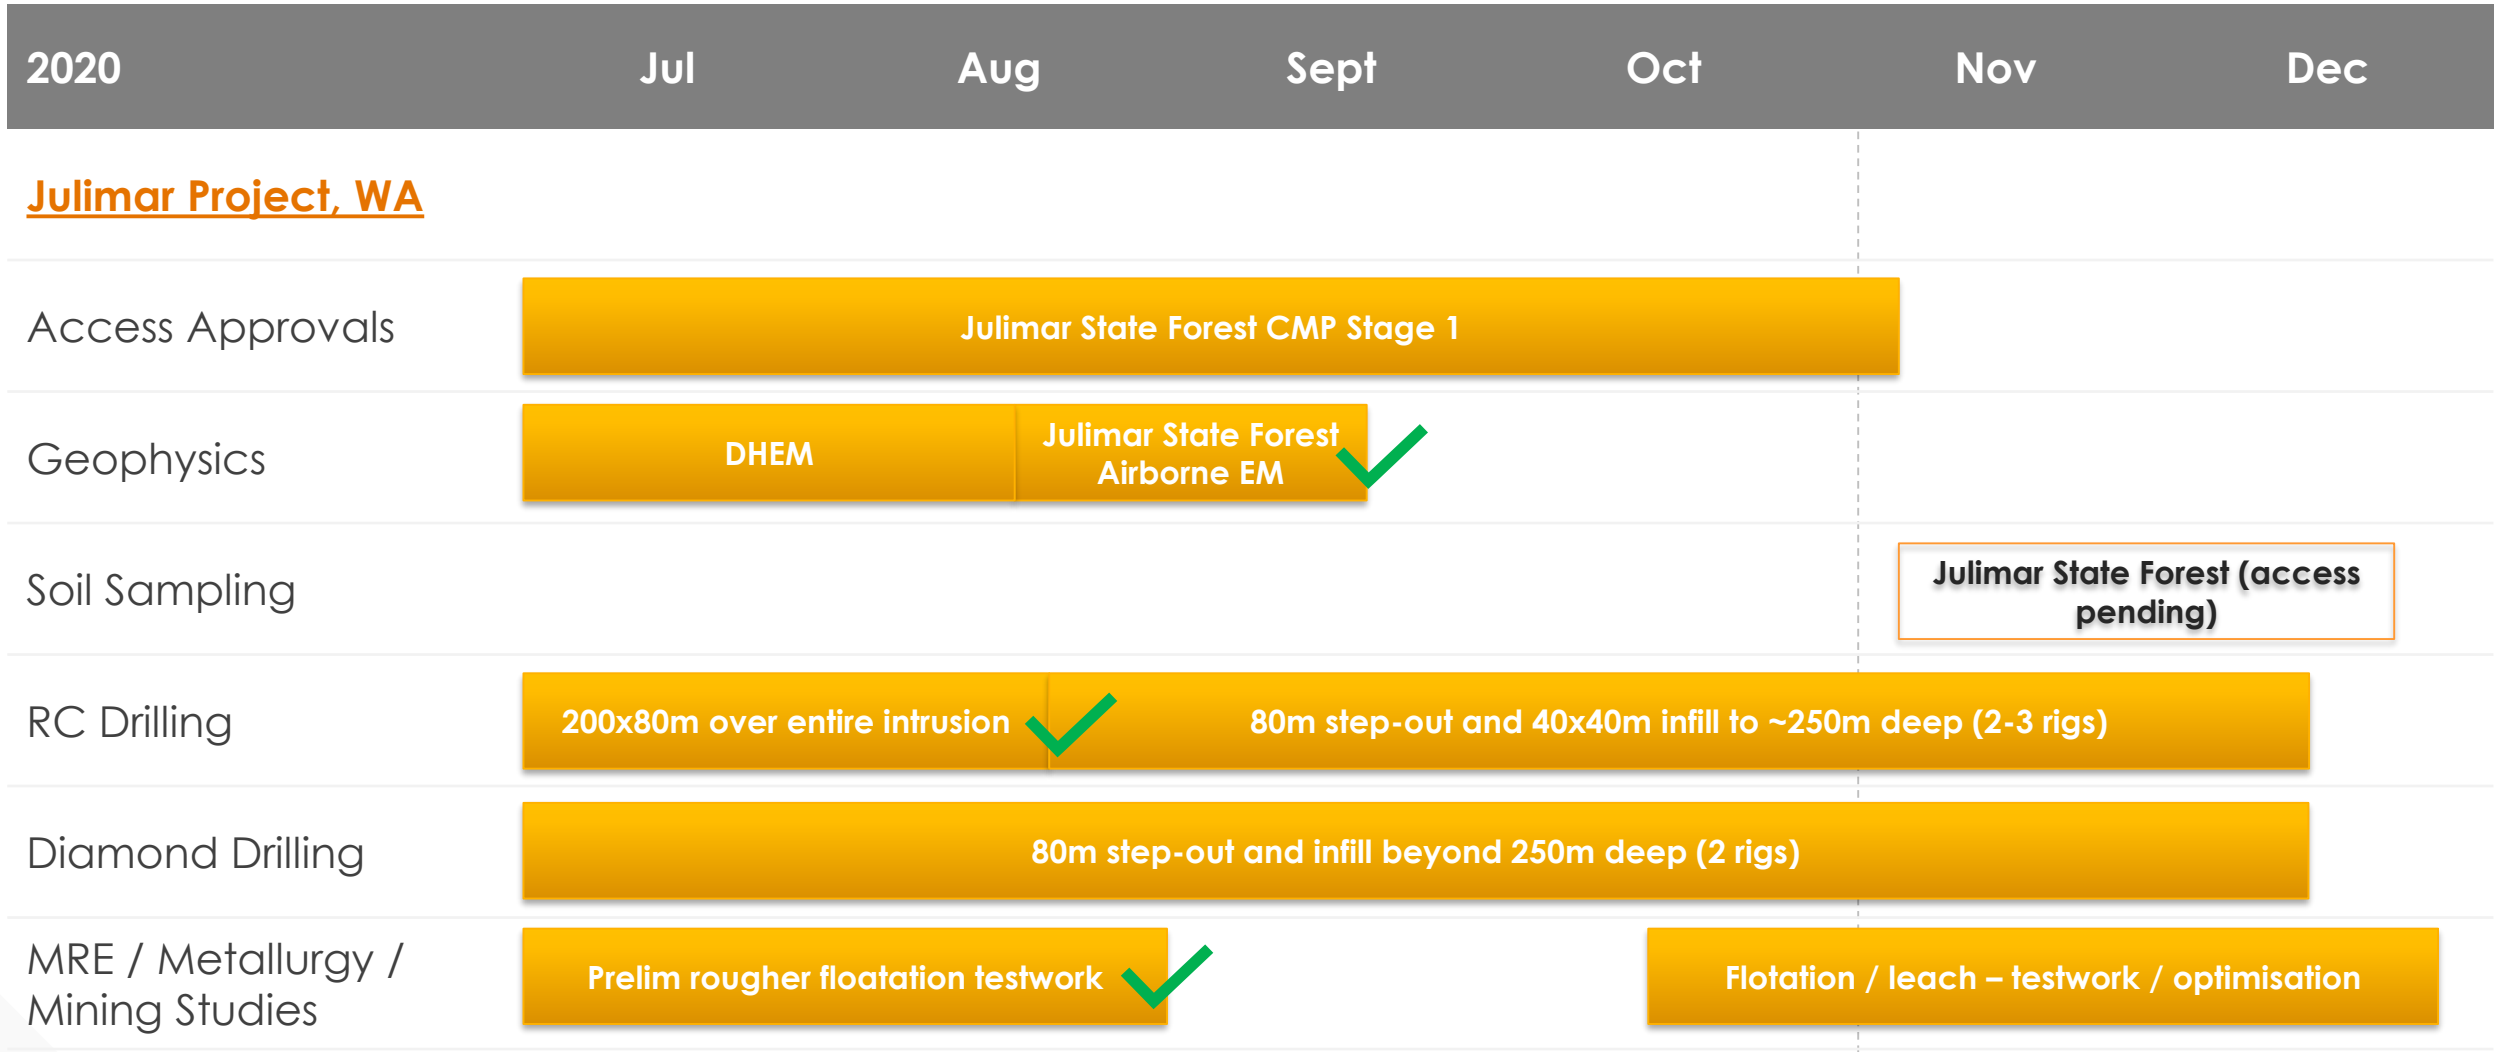 2020 Jul Aug Sept Oct Nov Dec
Julimar Project, WA
Access Approvals
Julimar State Forest CMP Stage 1
Geophysics
DHEM
Julimar State Forest
Airborne EM
Soil Sampling
Julimar State Forest (access
pending)
RC Drilling
200x80m over entire intrusion
80m step-out and 40x40m infill to ~250m deep (2-3 rigs)
Diamond Drilling
80m step-out and infill beyond 250m deep (2 rigs)
MRE / Metallurgy /
Mining Studies
Prelim rougher floatation testwork
Flotation / leach – testwork / optimisation